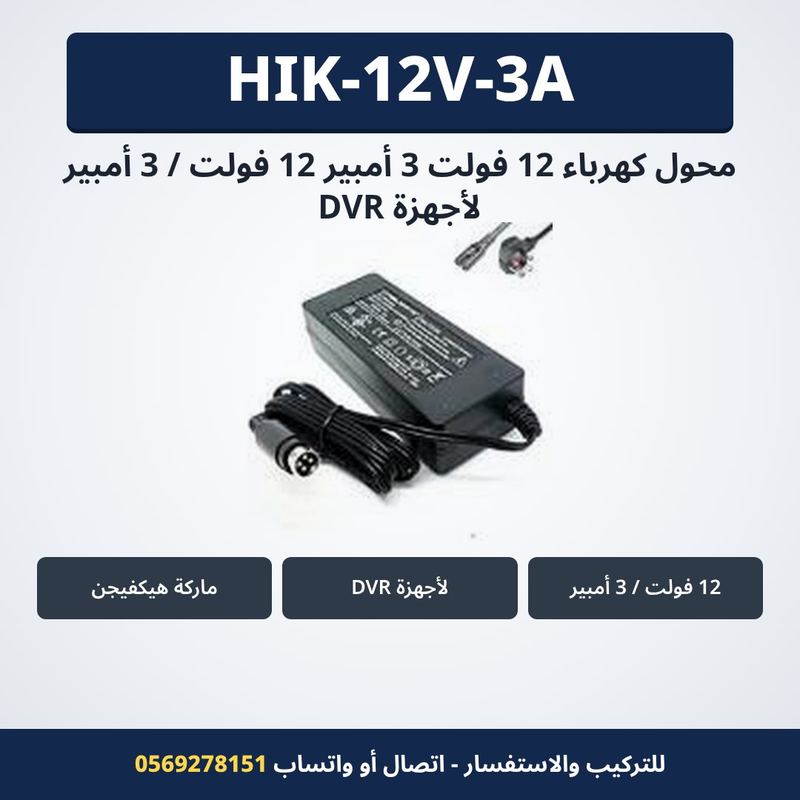 HIK-12V-3A
محول كهرباء 12 فولت 3 أمبير 12 فولت / 3 أمبير
لأجهزة DVR
12 فولت / 3 أمبير
لأجهزة DVR
ماركة هيكفيجن
للتركيب والاستفسار - اتصال أو واتساب 0569278151